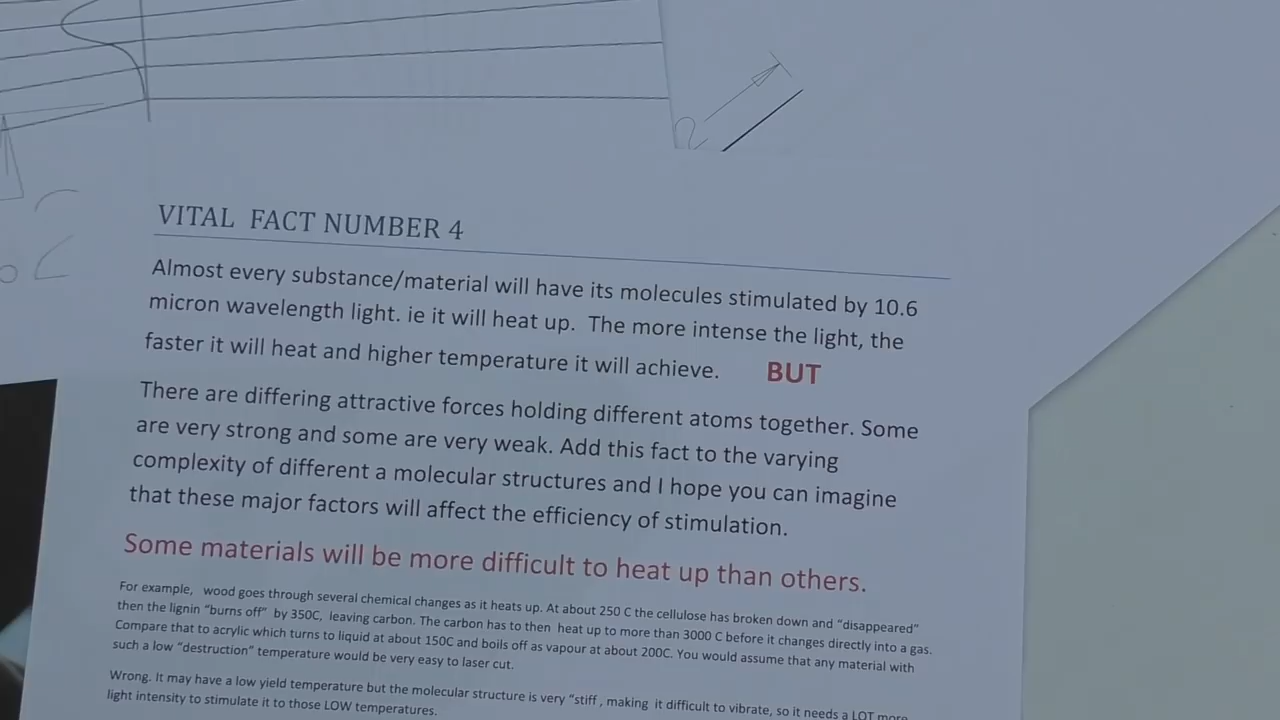 VITAL FACT NUMBER 4
Almost every substance/material will have its molecules stimulated by 10.6
micron wavelength light. ie it will heat up. The more intense the light, the
faster it will heat and higher temperature it will achieve. BUT
There are differing attractive forces holding different atoms together. Some
are very strong and some are very weak. Add this fact to the varying
complexity of different a molecular structures and I hope you can imagine
that these major factors will affect the efficiency of stimulation.
Some materials will be more difficult to heat up than others.
For example, wood goes through several chemical changes as it heats up. At about 250 C the cellulose has broken down and “disappeared”
then the lignin “burns off” by 350C, leaving carbon. The carbon has to then heat up to more than 3000 C before it changes directly into a gas.
Compare that to acrylic which turns to liquid at about 150C and boils off as vapour at about 200C. You would assume that any material with
such a low “destruction” temperature would be very easy to laser cut.
Wrong. It may have a low yield temperature but the molecular structure is very “stiff , making it difficult to vibrate, so it needs a LOT more
light intensity to stimulate it to those LOW temperatures.